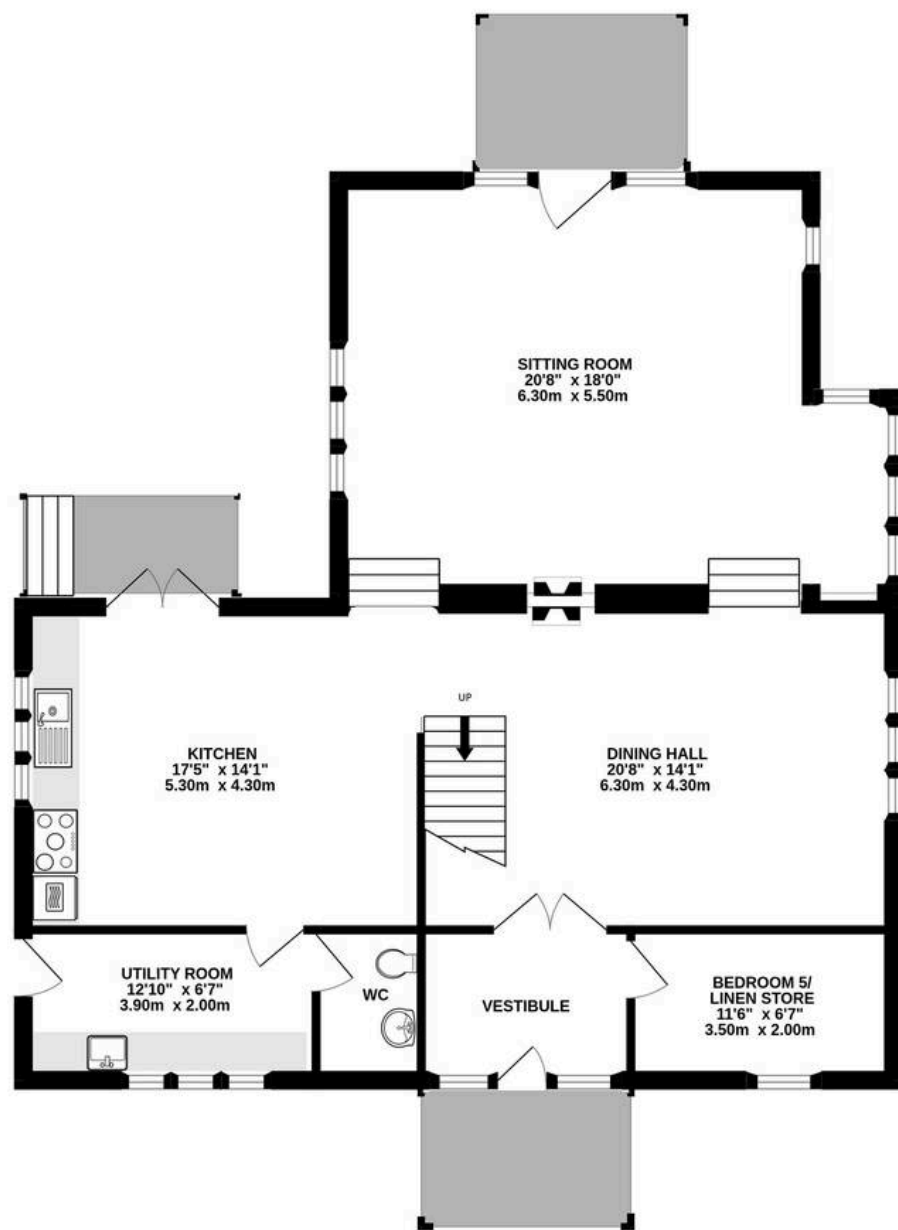 SITTING ROOM
20'8" x 18'0"
6.30m x 5.50m
UP
KITCHEN
17'5" x 14'1"
5.30m x 4.30m
DINING HALL
20'8" x 14'1"
6.30m x 4.30m
UTILITY ROOM
12'10" x 6'7"
3.90m x 2.00m
WC
VESTIBULE
BEDROOM 5/
LINEN STORE
11'6" x 6'7"
3.50m x 2.00m